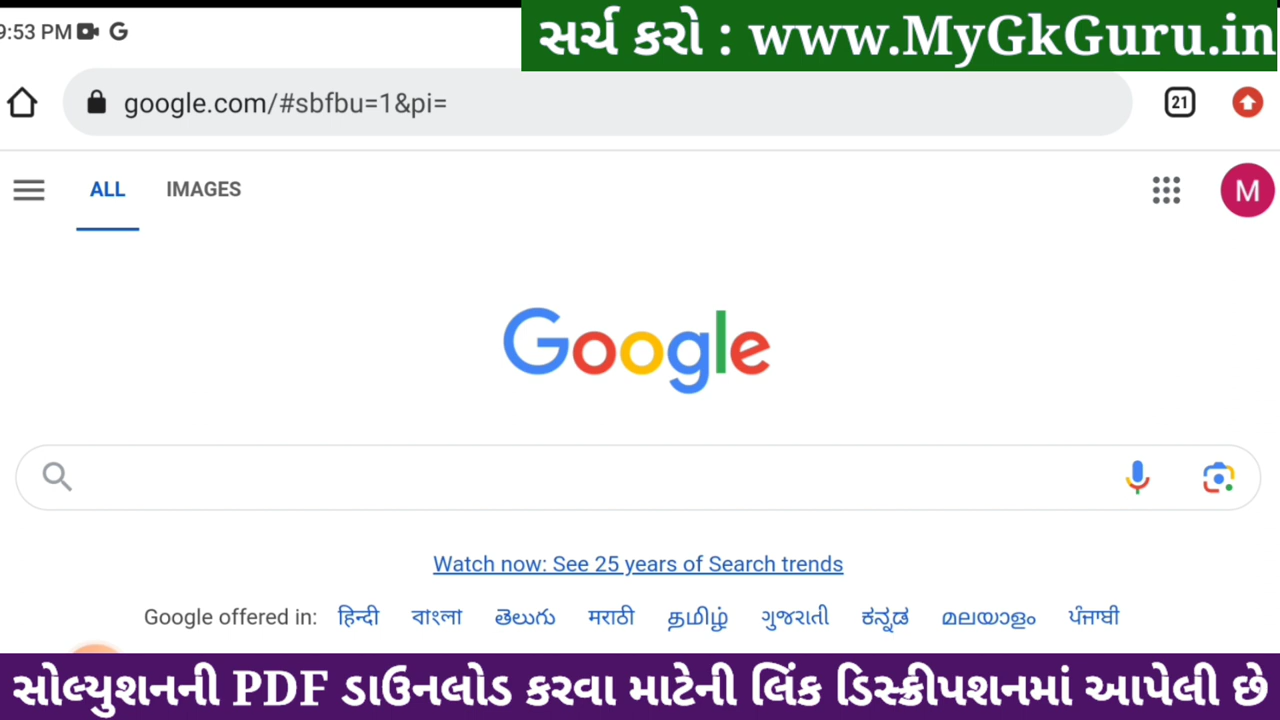 9:53 PM G
સર્ચ કરો : www.MyGkGuru.in
google.com/#sbfbu=1&pi=
21
ALL IMAGES
M
Google
Watch now: See 25 years of Search trends
Google offered in: हिन्दी বাংলা తెలుగు मराठी தமிழ் ગુજરાતી ಕನ್ನಡ മലയാളം ਪੰਜਾਬੀ
સોલ્યુશનની PDF ડાઉનલોડ કરવા માટેની લિંક ડિસ્ક્રીપશનમાં આપેલી છે